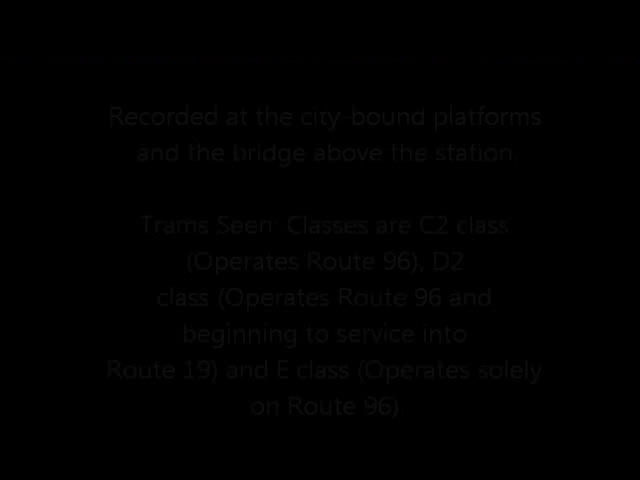 Recorded at the city-bound platforms
and the bridge above the station
Trams Seen: Classes are C2 class
(Operates Route 96), D2
class (Operates Route 96 and
beginning to service into
Route 19) and E class (Operates solely
on Route 96)